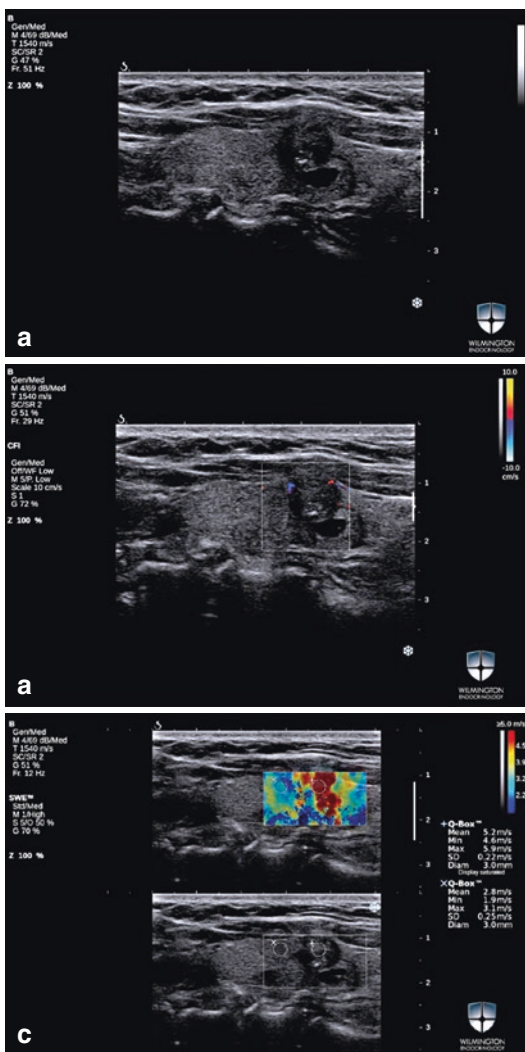 B
Gen/Med
M 4/69 dB/Med
T 1540 m/s
SC/SR 2
G 47 %
Fr. 51 Hz
Z 100 %
1
2
3
WILMINGTON
ENDOCRINOLOGY
a
B
Gen/Med
M 4/69 dB/Med
T 1540 m/s
SC/SR 2
G 51 %
Fr. 29 Hz
CFI
Gen/Med
Off/WF Low
M S/P. Low
Scale 10 cm/s
S 1
G 72 %
Z 100 %
10.0
-10.0
cm/s
1
2
3
WILMINGTON
ENDOCRINOLOGY
a
B
Gen/Med
M 4/69 dB/Med
T 1540 m/s
SC/SR 2
G 51 %
Fr. 12 Hz
SWE™
Std/Med
M 1/High
S S/O 50 %
G 70 %
Z 100 %
≥6.0 m/s
4.5
3.9
3.2
2.2
1
2
+Q-Box™
Mean 5.2 m/s
Min 4.6 m/s
Max 5.9 m/s
SD 0.22 m/s
Diam 3.0 mm
Display saturated
×Q-Box™
Mean 2.8 m/s
Min 1.9 m/s
Max 3.1 m/s
SD 0.25 m/s
Diam 3.0 mm
1
2
3
WILMINGTON
ENDOCRINOLOGY
c